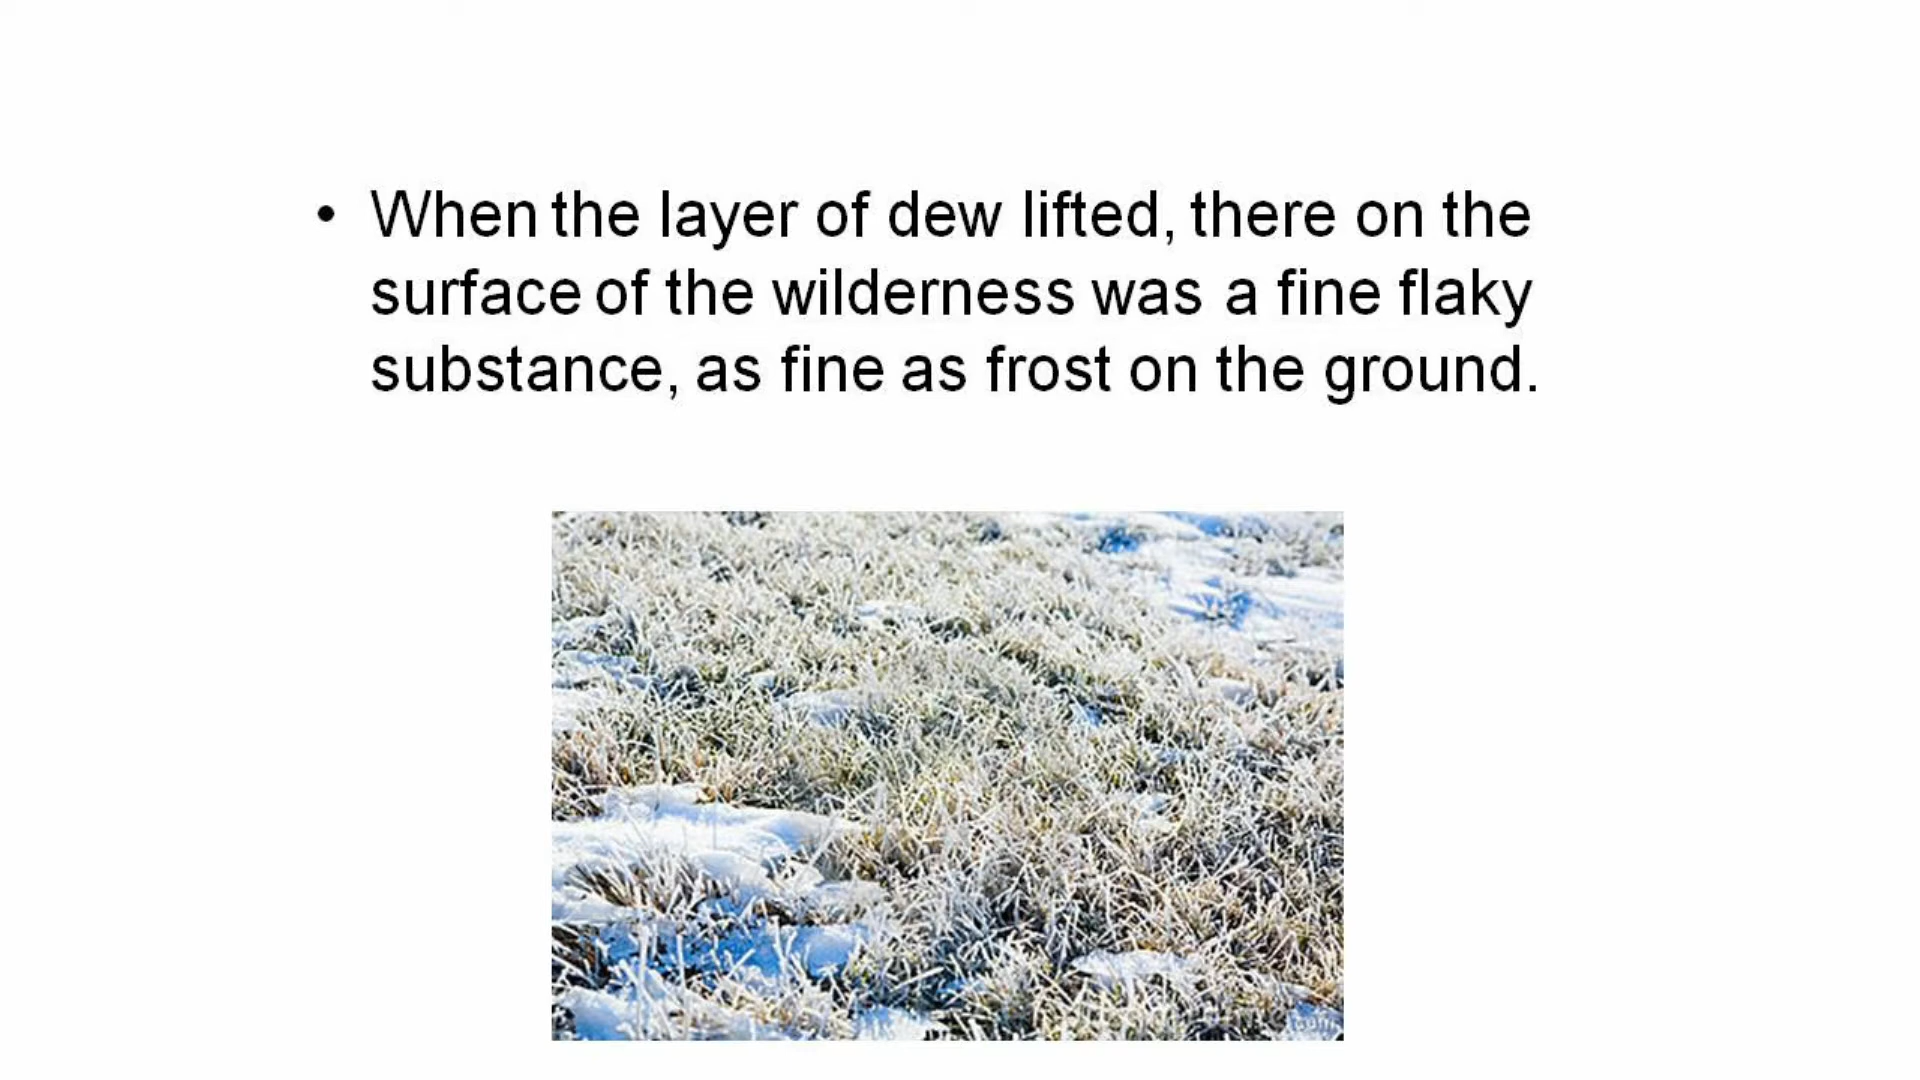 • When the layer of dew lifted, there on the
surface of the wilderness was a fine flaky
substance, as fine as frost on the ground.